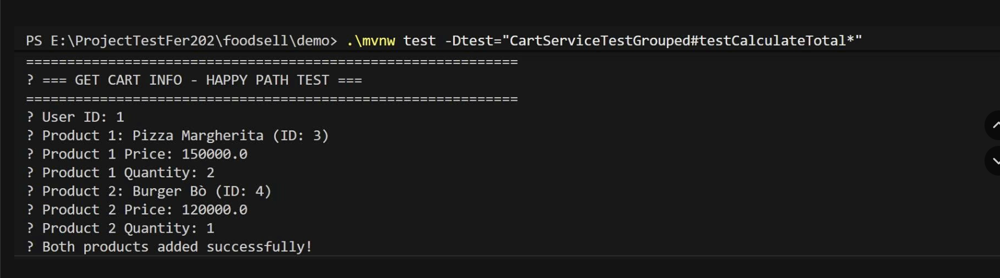 PS E:\ProjectTestFer202\foodsell\demo> .\mvnw test -Dtest="CartServiceTestGrouped#testCalculateTotal*"
============================================================
? === GET CART INFO - HAPPY PATH TEST ===
============================================================
? User ID: 1
? Product 1: Pizza Margherita (ID: 3)
? Product 1 Price: 150000.0
? Product 1 Quantity: 2
? Product 2: Burger Bò (ID: 4)
? Product 2 Price: 120000.0
? Product 2 Quantity: 1
? Both products added successfully!